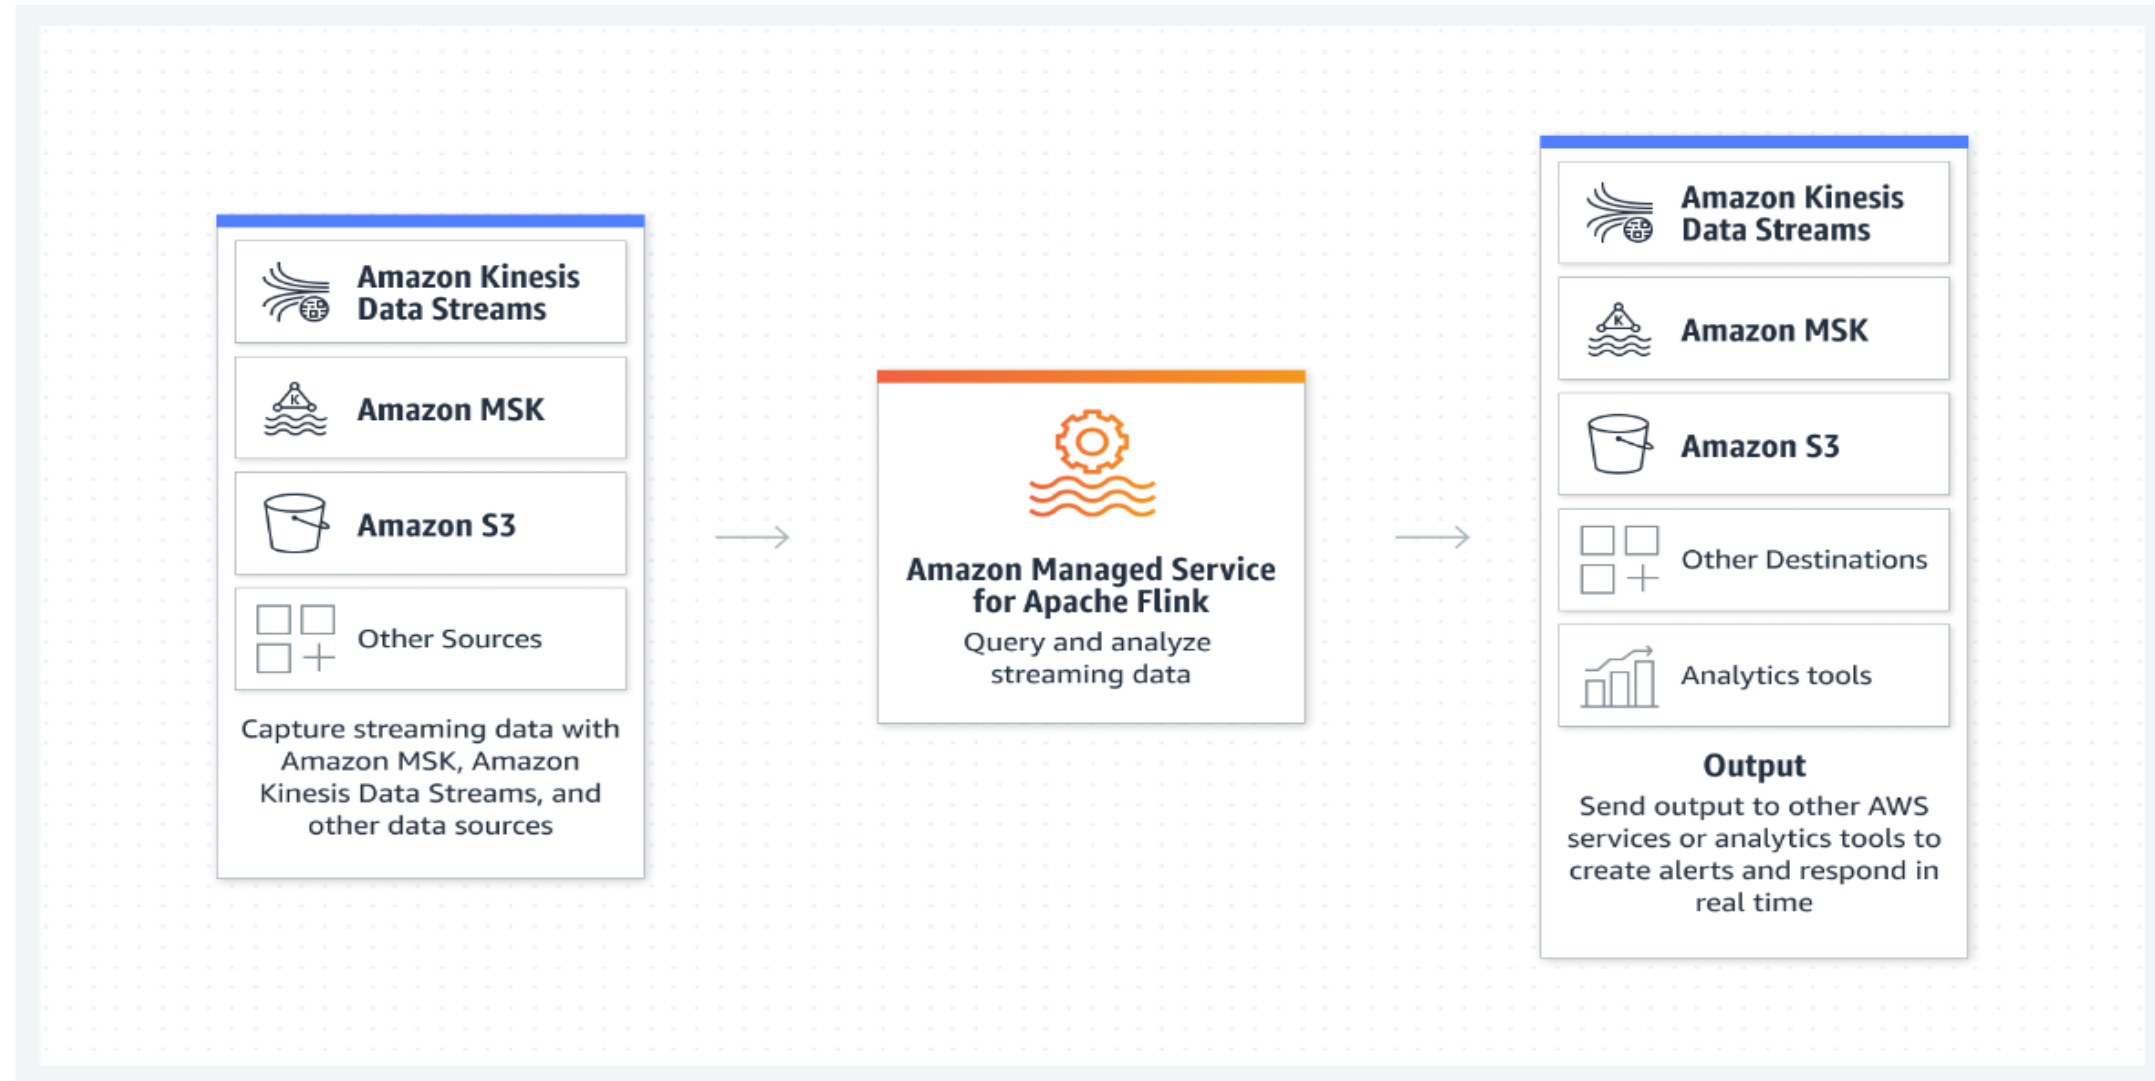 Amazon Kinesis
Data Streams
Amazon MSK
Amazon S3
Other Sources
Capture streaming data with
Amazon MSK, Amazon
Kinesis Data Streams, and
other data sources
Amazon Managed Service
for Apache Flink
Query and analyze
streaming data
Amazon Kinesis
Data Streams
Amazon MSK
Amazon S3
Other Destinations
Analytics tools
Output
Send output to other AWS
services or analytics tools to
create alerts and respond in
real time